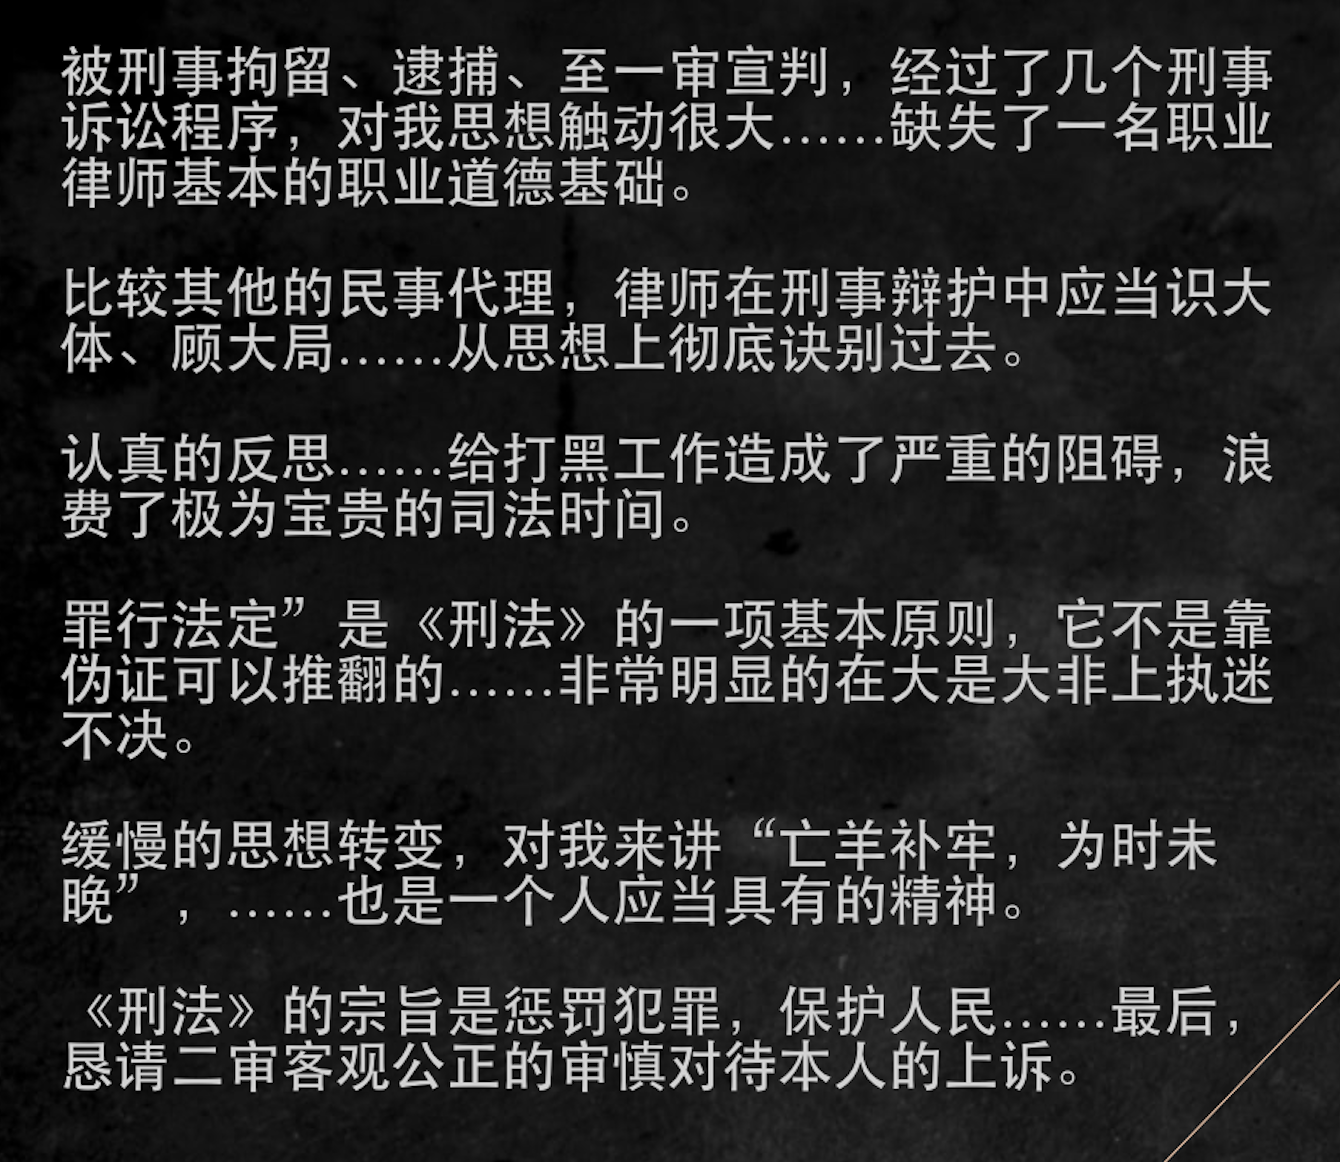 被刑事拘留、逮捕、至一审宣判，经过了几个刑事
诉讼程序，对我思想触动很大……缺失了一名职业
律师基本的职业道德基础。
比较其他的民事代理，律师在刑事辩护中应当识大
体、顾大局……从思想上彻底诀别过去。
认真的反思……给打黑工作造成了严重的阻碍，浪
费了极为宝贵的司法时间。
罪行法定”是《刑法》的一项基本原则，它不是靠
伪证可以推翻的……非常明显的在大是大非上执迷
不决。
缓慢的思想转变，对我来讲“亡羊补牢，为时未
晚”，……也是一个人应当具有的精神。
《刑法》的宗旨是惩罚犯罪，保护人民……最后，
恳请二审客观公正的审慎对待本人的上诉。